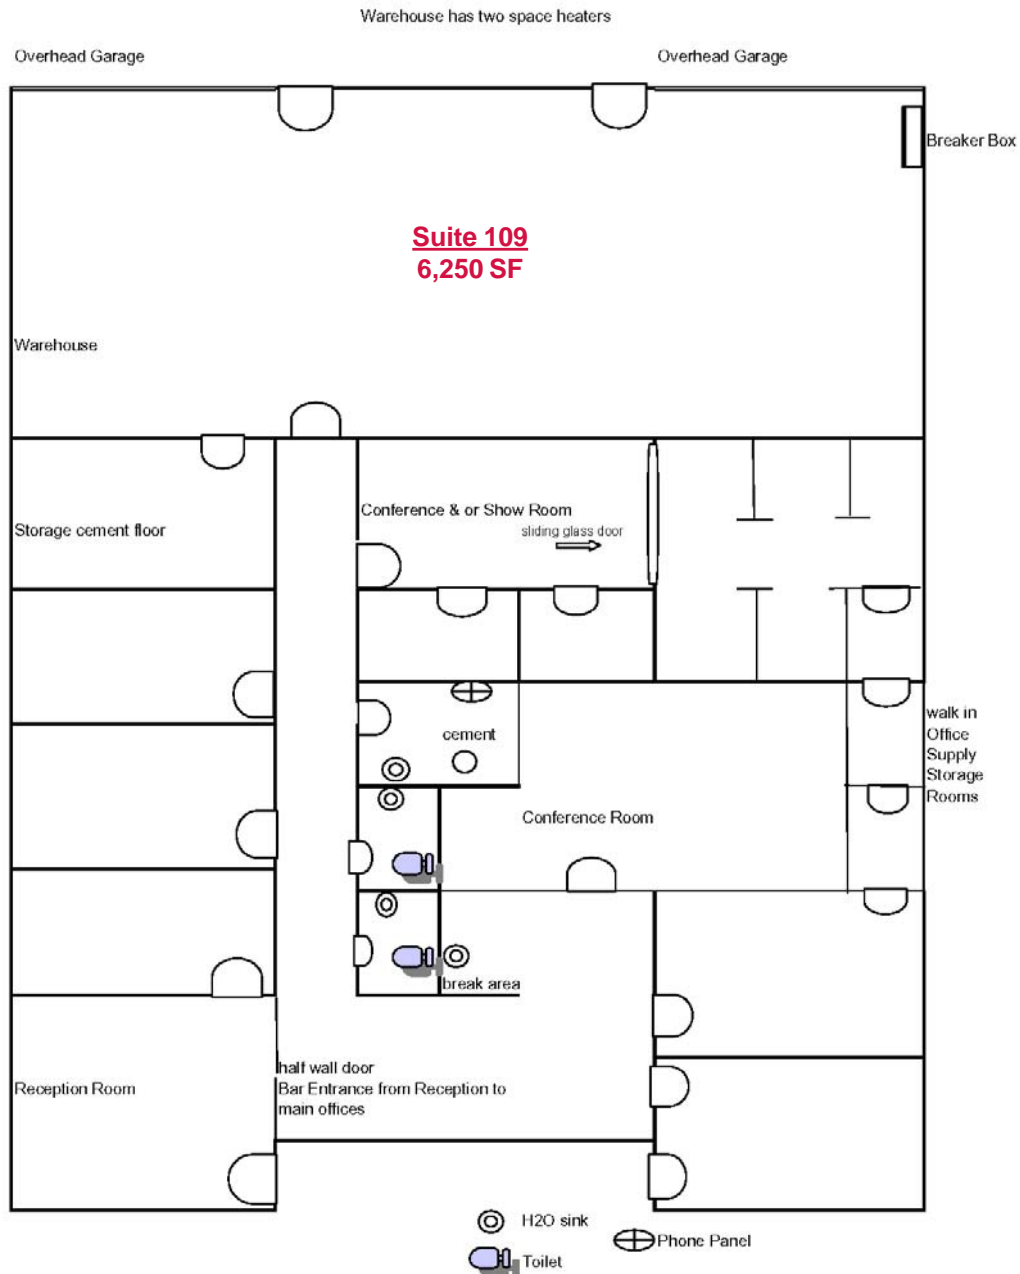 Warehouse has two space heaters
Overhead Garage
Overhead Garage
Breaker Box
Suite 109
6,250 SF
Warehouse
Conference & or Show Room
Storage cement floor
sliding glass door
walk in
Office
Supply
Storage
Rooms
cement
Conference Room
break area
half wall door
Reception Room
Bar Entrance from Reception to
main offices
H2O sink
Phone Panel
Toilet